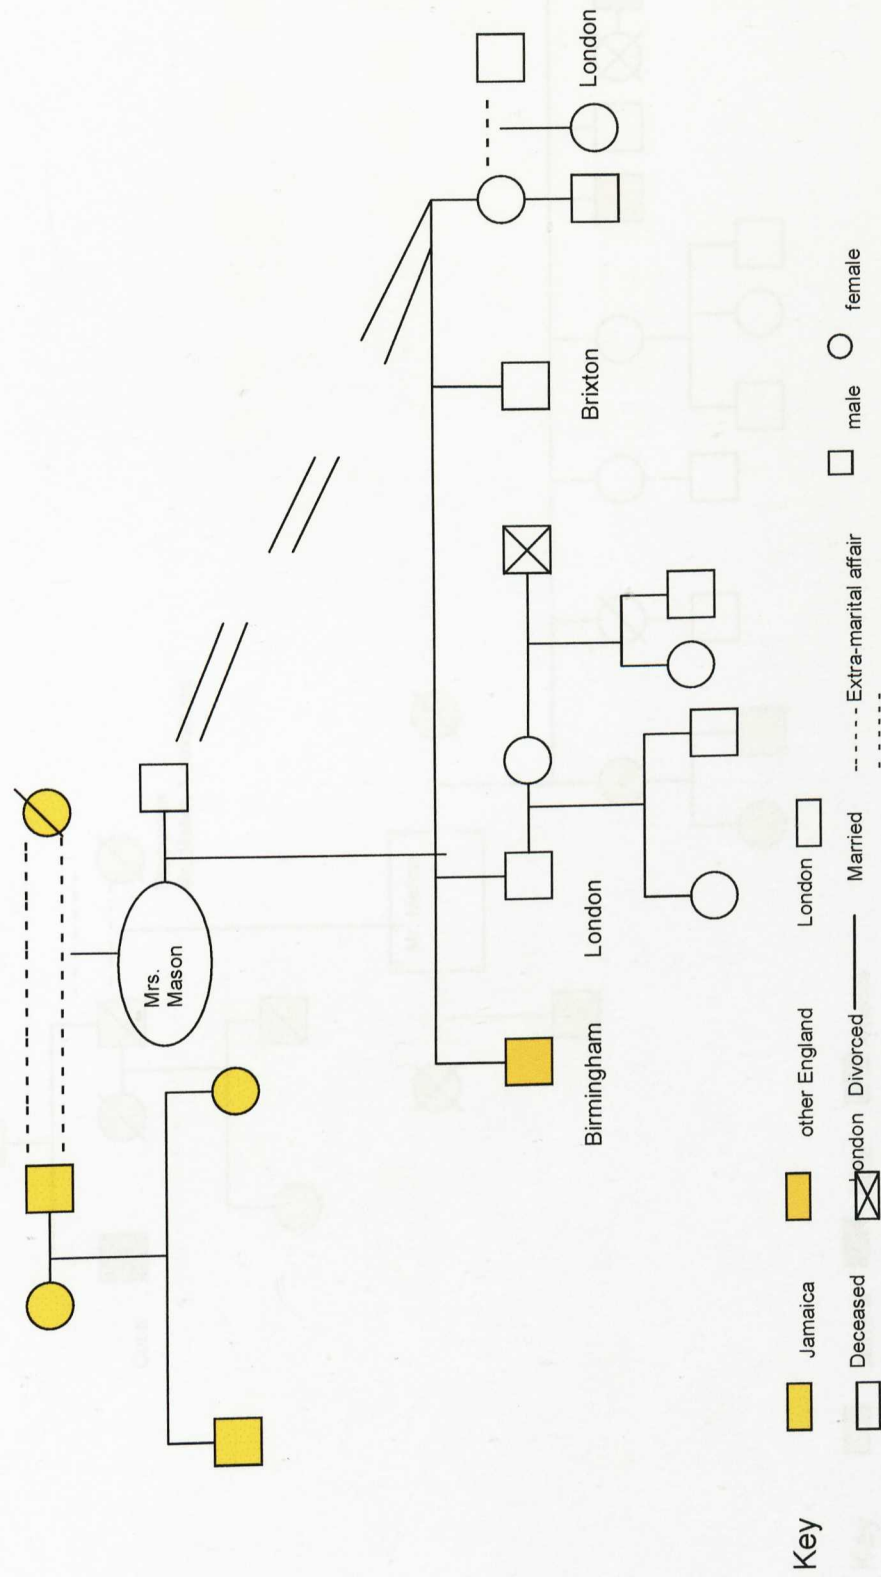 Mrs.
Mason
Birmingham London Brixton London
Key Jamaica other England London
Deceased London Divorced Married Extra-marital affair male female